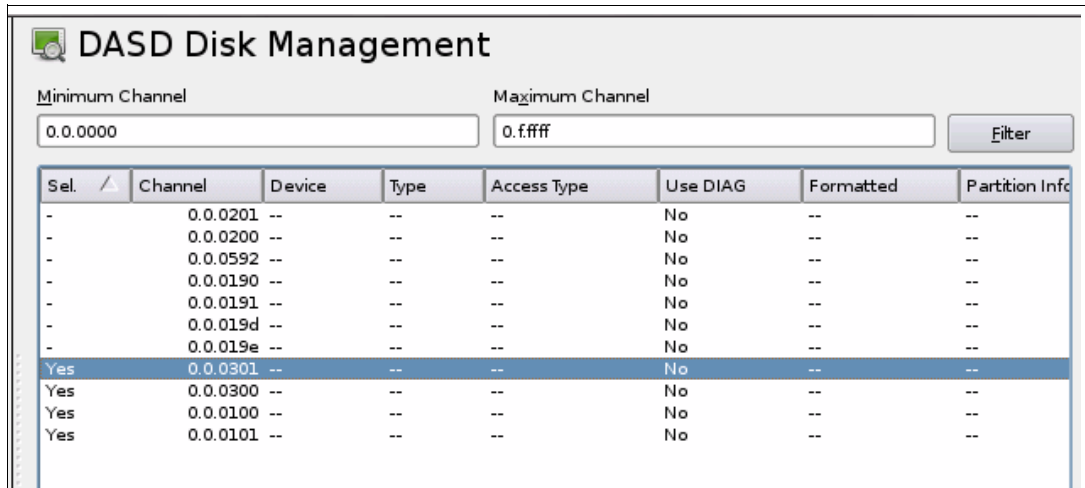 DASD Disk Management
Minimum Channel Maximum Channel
0.0.0000 0.f.ffff Filter
Sel. Channel Device Type Access Type Use DIAG Formatted Partition Info
- 0.0.0201 -- -- -- No -- --
- 0.0.0200 -- -- -- No -- --
- 0.0.0592 -- -- -- No -- --
- 0.0.0190 -- -- -- No -- --
- 0.0.0191 -- -- -- No -- --
- 0.0.019d -- -- -- No -- --
- 0.0.019e -- -- -- No -- --
Yes 0.0.0301 -- -- -- No -- --
Yes 0.0.0300 -- -- -- No -- --
Yes 0.0.0100 -- -- -- No -- --
Yes 0.0.0101 -- -- -- No -- --